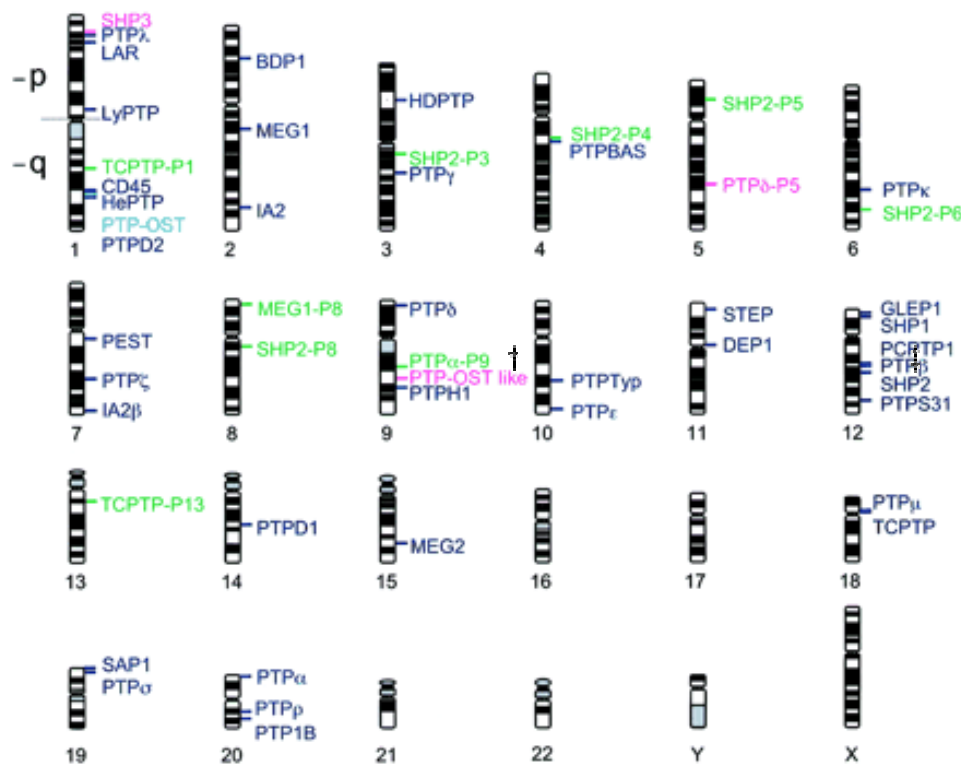 SHP3
PTPλ
LAR
-p
LyPTP
-q
TCPTP-P1
CD45
HePTP
PTP-OST
PTPD2
1
BDP1
MEG1
IA2
2
HDPTP
SHP2-P3
PTPγ
3
SHP2-P4
PTPBAS
4
SHP2-P5
PTPδ-P5
5
PTPκ
SHP2-P6
6
PEST
PTPζ
IA2β
7
MEG1-P8
SHP2-P8
8
PTPδ
PTPα-P9
†
PTP-OST like
PTPH1
9
PTPTyp
PTPε
10
STEP
DEP1
11
GLEP1
SHP1
PCPTP1
PTPβ
SHP2
PTPS31
12
TCPTP-P13
13
PTPD1
14
MEG2
15
16
17
PTPμ
TCPTP
18
SAP1
PTPσ
19
PTPα
PTPρ
PTP1B
20
21
22
Y
X